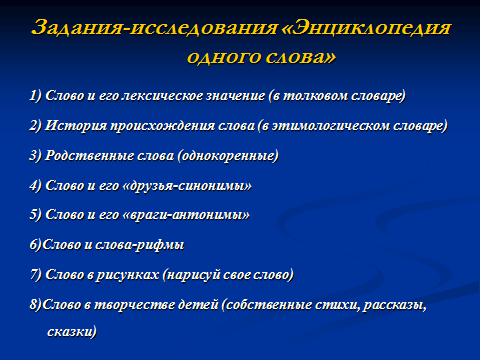 Задания-исследования «Энциклопедия
одного слова»
1) Слово и его лексическое значение (в толковом словаре)
2) История происхождения слова (в этимологическом словаре)
3) Родственные слова (однокоренные)
4) Слово и его «друзья-синонимы»
5) Слово и его «враги-антонимы»
6)Слово и слова-рифмы
7) Слово в рисунках (нарисуй свое слово)
8)Слово в творчестве детей (собственные стихи, рассказы,
сказки)